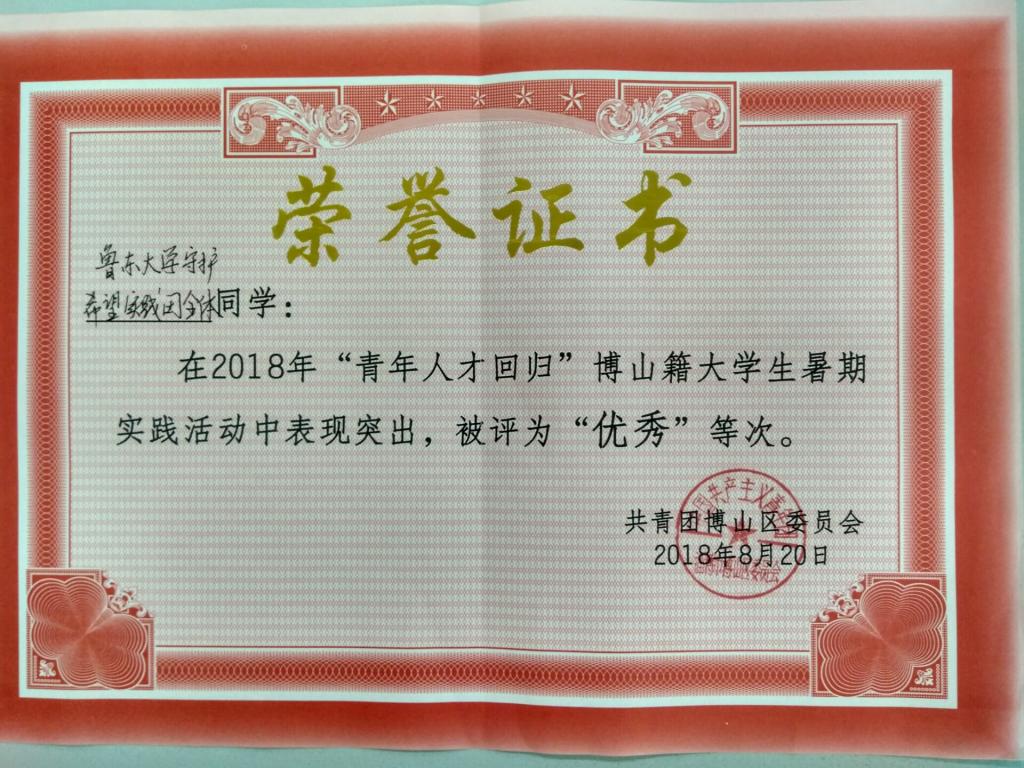 荣誉证书
鲁东大学守护
希望实践团全体同学：
在2018年“青年人才回归”博山籍大学生暑期
实践活动中表现突出，被评为“优秀”等次。
共青团博山区委员会
2018年8月20日